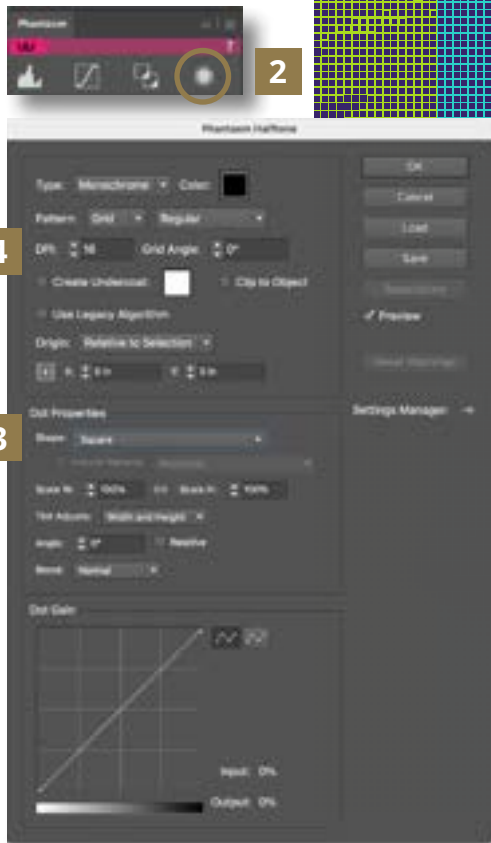 Phantasm
2
Phantasm Halftone
Type: Monochrome Color:
OK
Cancel
Pattern: Grid Regular
Load
4
DPI: 16 Grid Angle: 0°
Save
Create Undercoat: Clip to Object
Use Legacy Algorithm
Preview
Origin: Relative to Selection
X: 0 in Y: 0 in
Dot Properties
Settings Manager:
3
Shape: Square
Scale W: 100% Scale H: 100%
Tint Adjusts: Width and Height
Angle: 0° Relative
Blend: Normal
Dot Gain
Input: 0%
Output: 0%